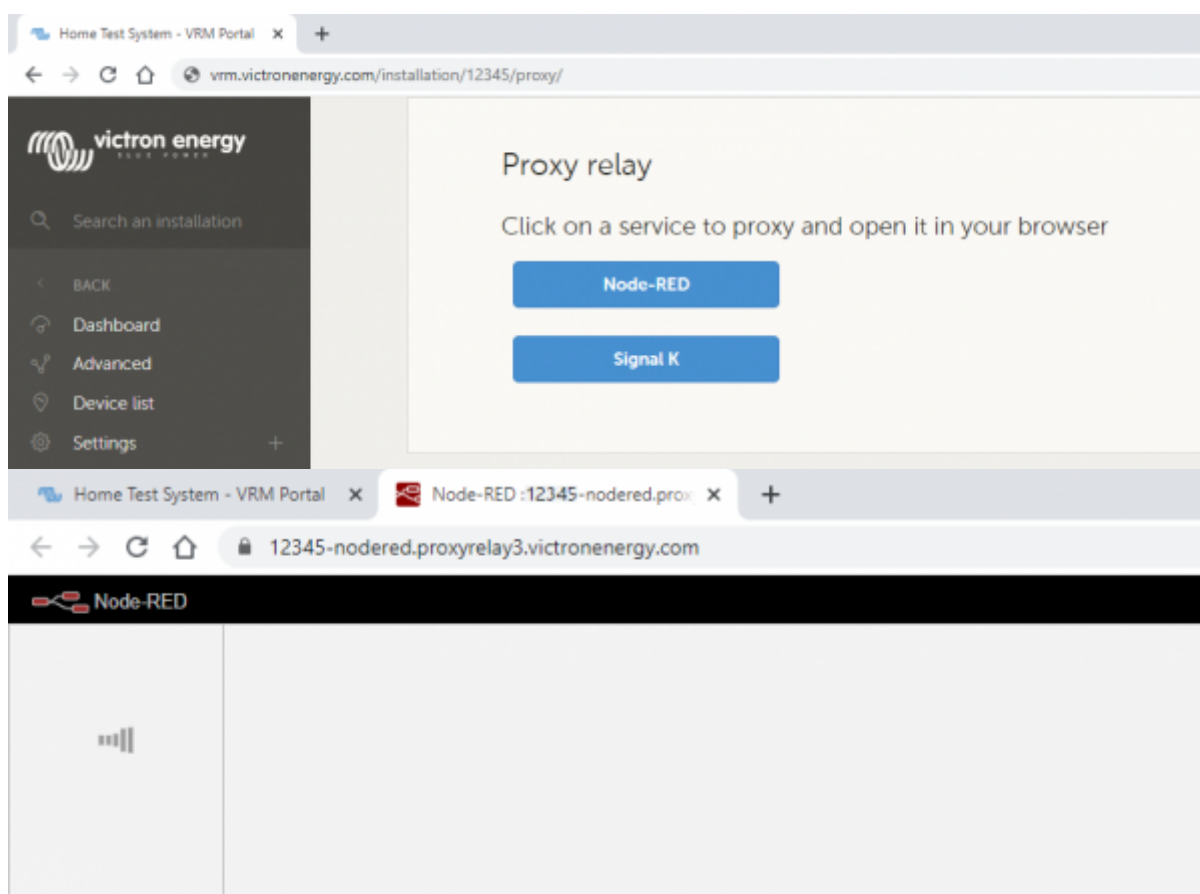 Home Test System - VRM Portal
vrm.victronenergy.com/installation/12345/proxy/
victron energy
BLUE POWER
Search an installation
BACK
Dashboard
Advanced
Device list
Settings
Proxy relay
Click on a service to proxy and open it in your browser
Node-RED
Signal K
Home Test System - VRM Portal
Node-RED :12345-nodered.prox
12345-nodered.proxyrelay3.victronenergy.com
Node-RED